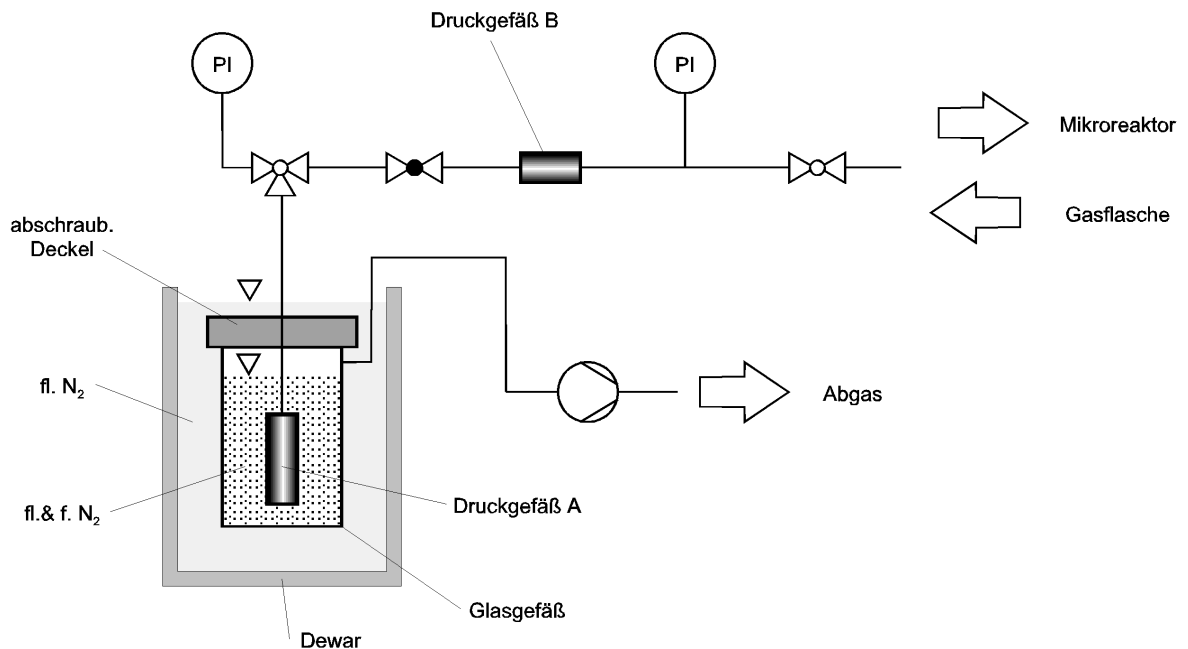 Druckgefäß B
PI
PI
Mikroreaktor
Gasflasche
abschraub.
Deckel
fl. N₂
Abgas
fl.& f. N₂
Druckgefäß A
Glasgefäß
Dewar